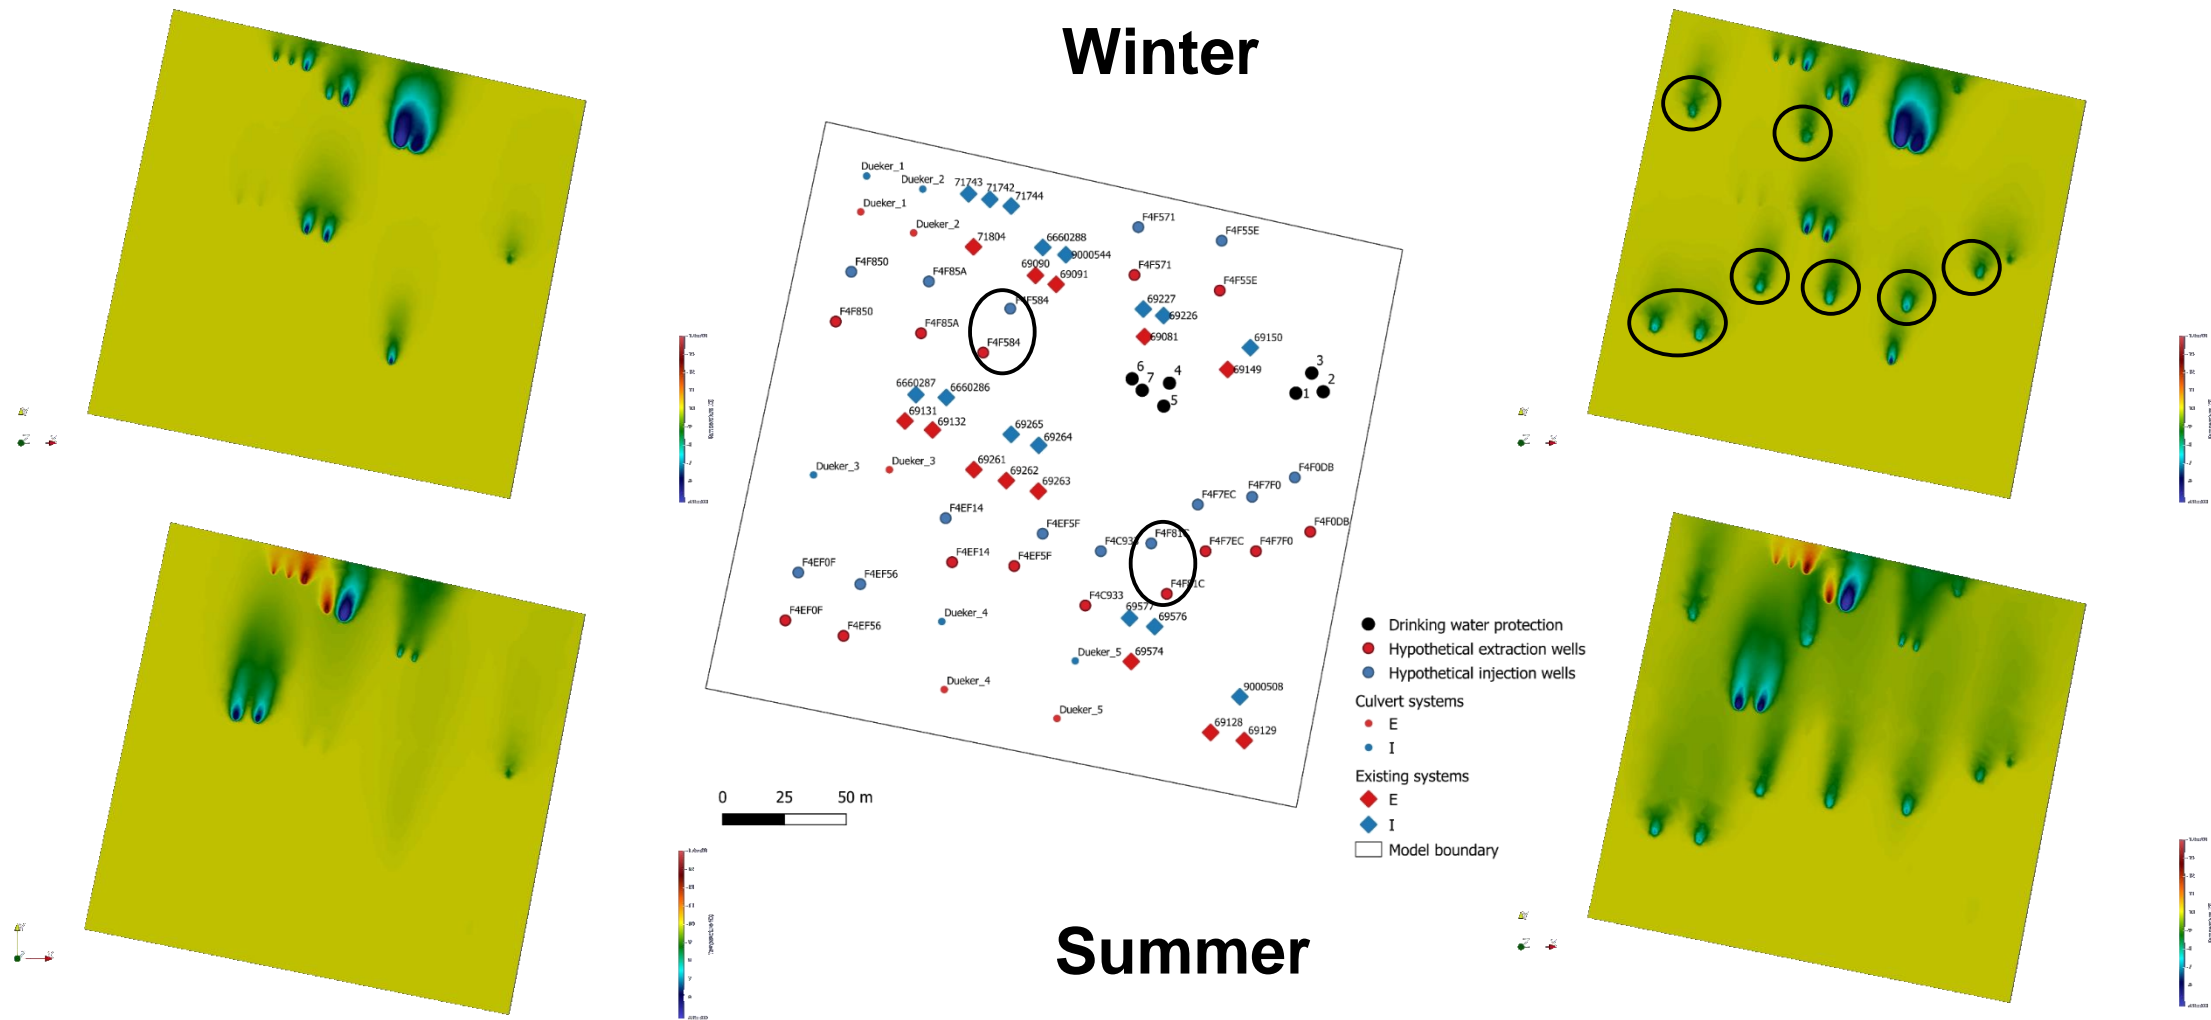 Winter
Dueker_1
Dueker_2
71743
71742
71744
Dueker_1
Dueker_2
F4F571
F4F55E
71804
6660288
9000544
69090
69091
F4F850
F4F85A
F4F571
F4F55E
F4F584
69227
69226
F4F850
F4F85A
F4F584
69081
69150
69149
6
7
4
5
3
2
1
6660287
6660286
69131
69132
69265
69264
Dueker_3
Dueker_3
69261
69262
69263
F4F0DB
F4F7F0
F4F7EC
F4EF14
F4EF5F
F4C933
F4F81C
F4F7EC
F4F7F0
F4F0DB
F4EF14
F4EF5F
F4EF0F
F4EF56
F4F81C
F4C933
69577
69576
F4EF0F
F4EF56
Dueker_4
Dueker_5
69574
Dueker_4
Dueker_5
9000508
69128
69129
Drinking water protection
Hypothetical extraction wells
Hypothetical injection wells
Culvert systems
E
I
Existing systems
E
I
Model boundary
0 25 50 m
Summer